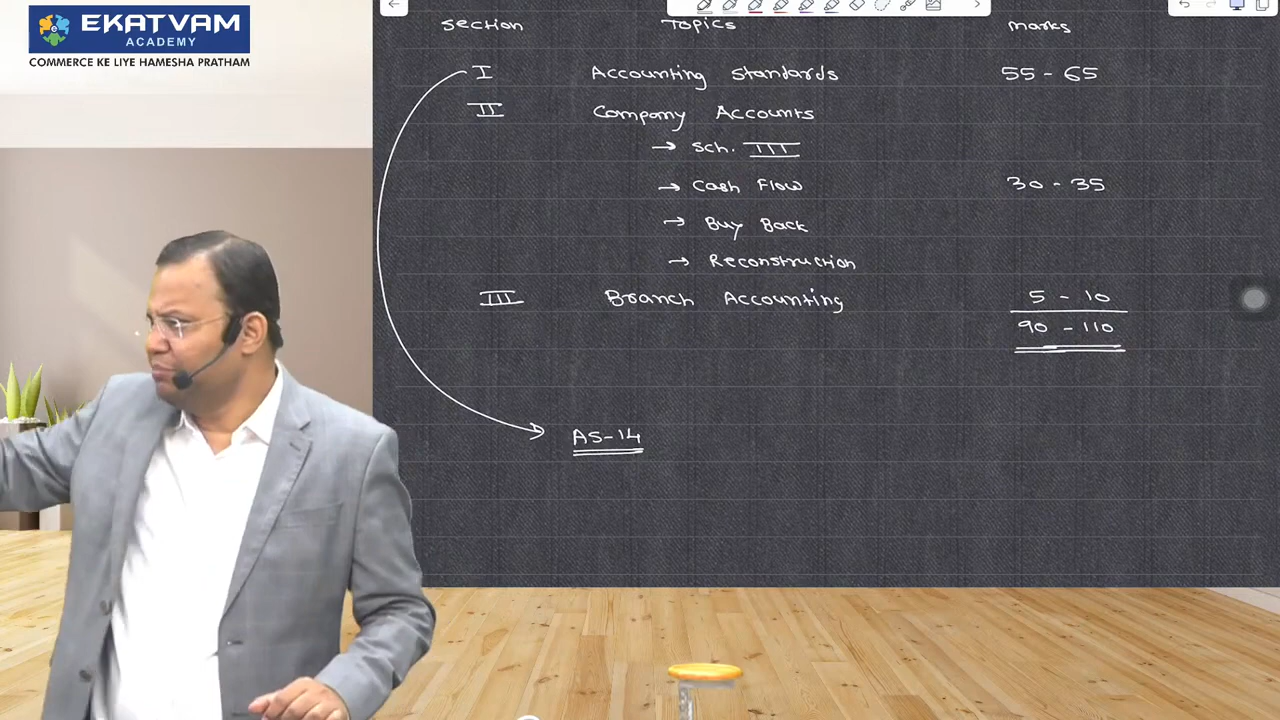 EKATVAM
ACADEMY
COMMERCE KE LIYE HAMESHA PRATHAM
Section Topics marks
I Accounting standards 55 - 65
II Company Accounts
→ Sch. III
→ Cash Flow 30 - 35
→ Buy Back
→ Reconstruction
III Branch Accounting 5 - 10
90 - 110
AS-14